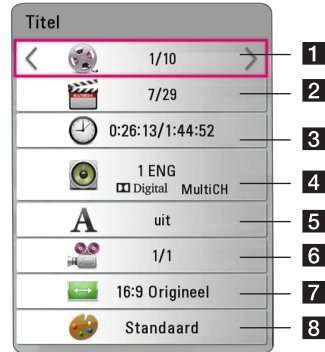 Titel
1/10
1
7/29
2
0:26:13/1:44:52
3
1 ENG
Digital MultiCH
4
A uit
5
1/1
6
16:9 Origineel
7
Standaard
8